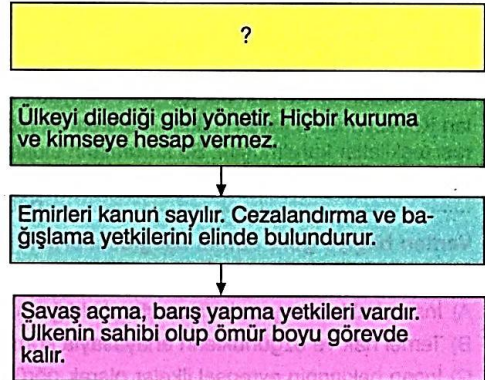 ?
Ülkeyi dilediği gibi yönetir. Hiçbir kuruma
ve kimseye hesap vermez.
Emirleri kanun sayılır. Cezalandırma ve ba-
ğışlama yetkilerini elinde bulundurur.
Savaş açma, barış yapma yetkileri vardır.
Ülkenin sahibi olup ömür boyu görevde
kalır.